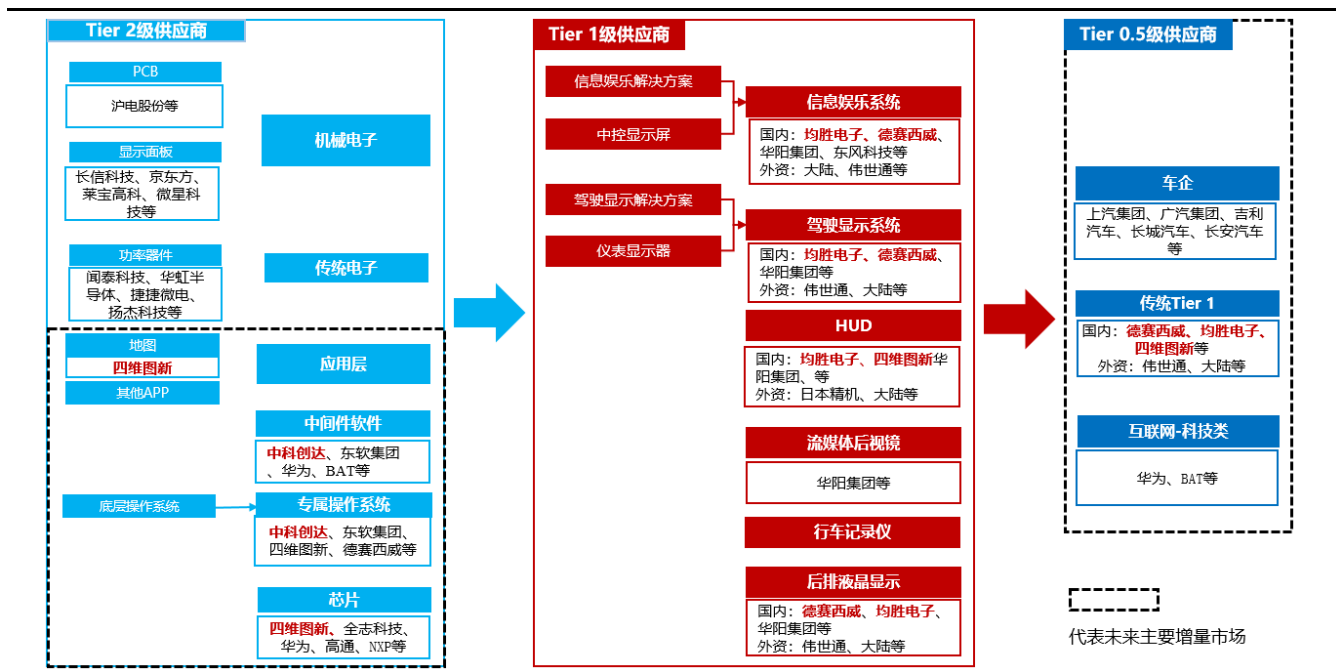 Tier 2级供应商
PCB
沪电股份等
显示面板
长信科技、京东方、
莱宝高科、微星科
技等
功率器件
闻泰科技、华虹半
导体、捷捷微电、
扬杰科技等
机械电子
传统电子
地图
四维图新
其他APP
应用层
中间件软件
中科创达、东软集团
、华为、BAT等
底层操作系统
专属操作系统
中科创达、东软集团、
四维图新、德赛西威等
芯片
四维图新、全志科技、
华为、高通、NXP等
Tier 1级供应商
信息娱乐解决方案
中控显示屏
信息娱乐系统
国内：均胜电子、德赛西威、
华阳集团、东风科技等
外资：大陆、伟世通等
驾驶显示解决方案
仪表显示器
驾驶显示系统
国内：均胜电子、德赛西威、
华阳集团等
外资：伟世通、大陆等
HUD
国内：均胜电子、四维图新华
阳集团、等
外资：日本精机、大陆等
流媒体后视镜
华阳集团等
行车记录仪
后排液晶显示
国内：德赛西威、均胜电子、
华阳集团等
外资：伟世通、大陆等
Tier 0.5级供应商
车企
上汽集团、广汽集团、吉利
汽车、长城汽车、长安汽车
等
传统Tier 1
国内：德赛西威、均胜电子、
四维图新等
外资：伟世通、大陆等
互联网-科技类
华为、BAT等
代表未来主要增量市场